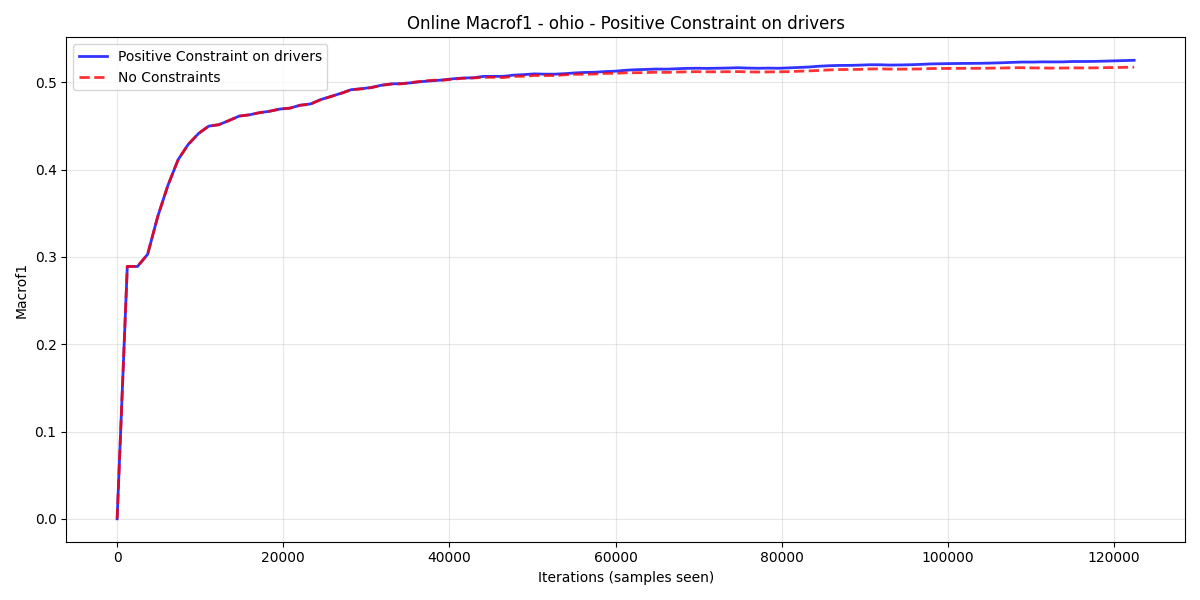 Online Macrof1 - ohio - Positive Constraint on drivers
Positive Constraint on drivers
No Constraints
Macrof1
0.5
0.4
0.3
0.2
0.1
0.0
0
20000
40000
60000
80000
100000
120000
Iterations (samples seen)